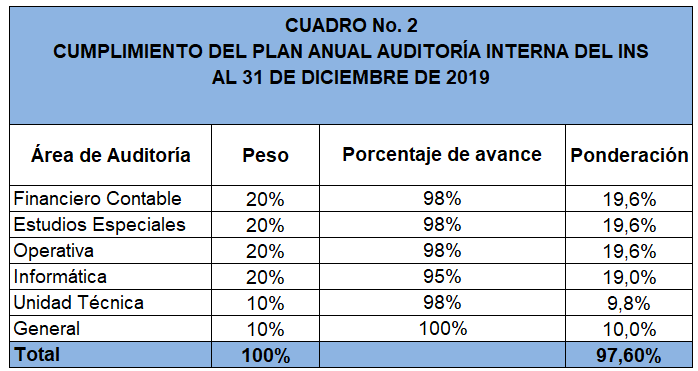 CUADRO No. 2
CUMPLIMIENTO DEL PLAN ANUAL AUDITORÍA INTERNA DEL INS
AL 31 DE DICIEMBRE DE 2019
Área de Auditoría Peso Porcentaje de avance Ponderación
Financiero Contable 20% 98% 19,6%
Estudios Especiales 20% 98% 19,6%
Operativa 20% 98% 19,6%
Informática 20% 95% 19,0%
Unidad Técnica 10% 98% 9,8%
General 10% 100% 10,0%
Total 100% 97,60%